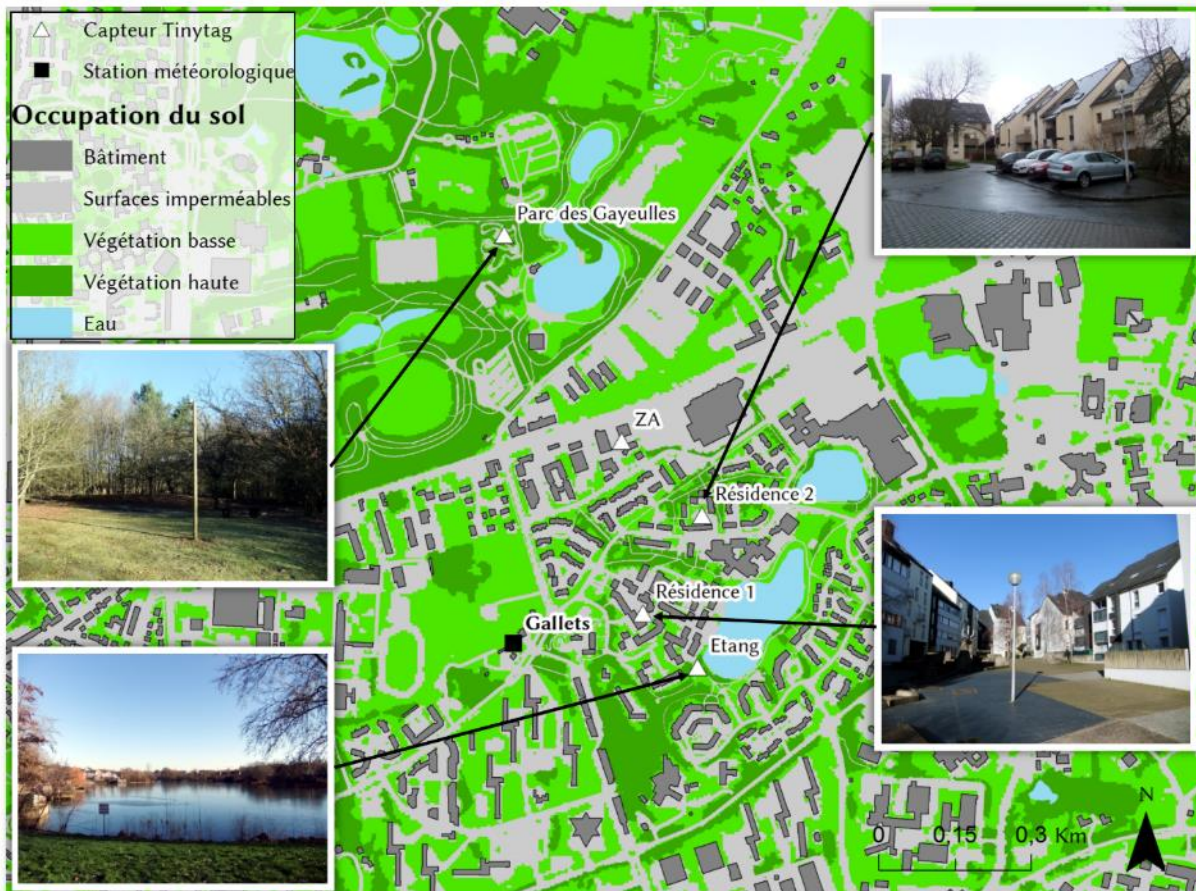 Capteur Tinytag
Station météorologique
Occupation du sol
Bâtiment
Surfaces imperméables
Végétation basse
Végétation haute
Eau
Parc des Gayeulles
ZA
Résidence 2
Résidence 1
Gallets
Etang
N
0 0,15 0,3 Km